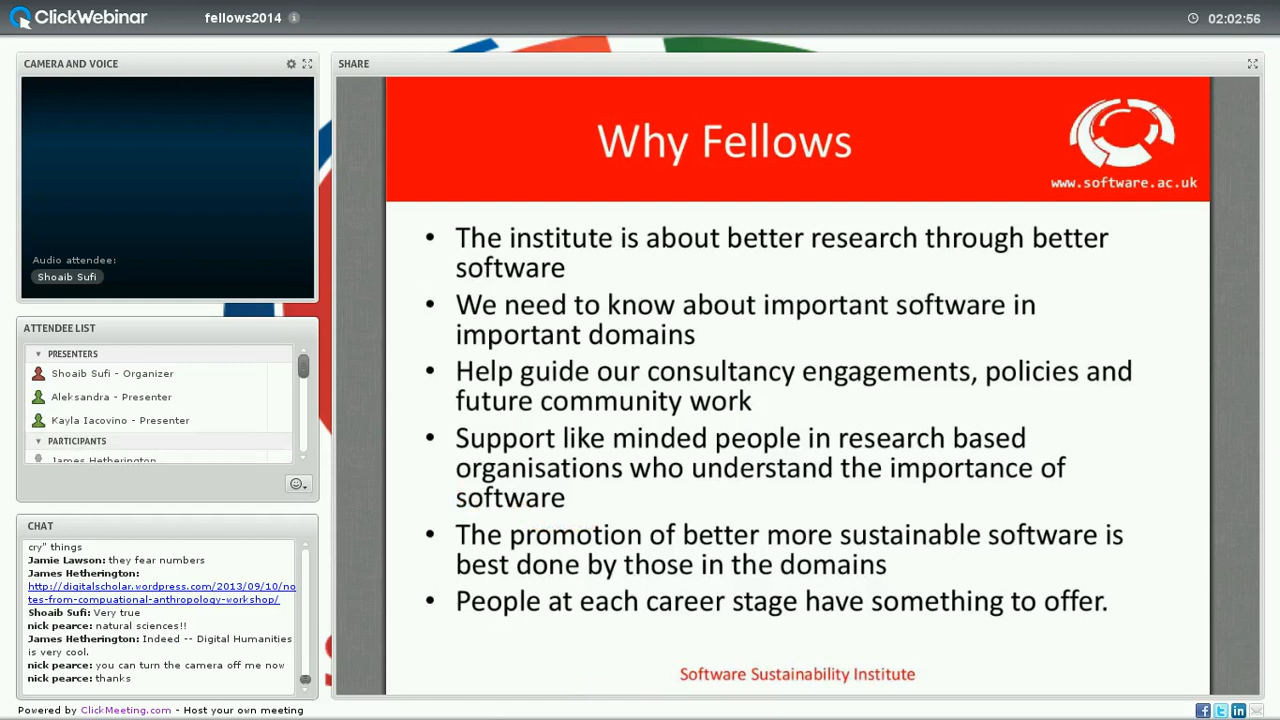 ClickWebinar
fellows2014
02:02:56
CAMERA AND VOICE
Audio attendee:
Shoaib Sufi
ATTENDEE LIST
PRESENTERS
Shoaib Sufi - Organizer
Aleksandra - Presenter
Kayla Iacovino - Presenter
PARTICIPANTS
James Hetherington
CHAT
cry" things
Jamie Lawson: they fear numbers
James Hetherington:
http://digitalscholar.wordpress.com/2013/09/10/no
tes-from-compuational-anthropology-workshop/
Shoaib Sufi: Very true
nick pearce: natural sciences!!
James Hetherington: Indeed -- Digital Humanities
is very cool.
nick pearce: you can turn the camera off me now
nick pearce: thanks
SHARE
Why Fellows
www.software.ac.uk
• The institute is about better research through better
software
• We need to know about important software in
important domains
• Help guide our consultancy engagements, policies and
future community work
• Support like minded people in research based
organisations who understand the importance of
software
• The promotion of better more sustainable software is
best done by those in the domains
• People at each career stage have something to offer.
Software Sustainability Institute
Powered by ClickMeeting.com - Host your own meeting